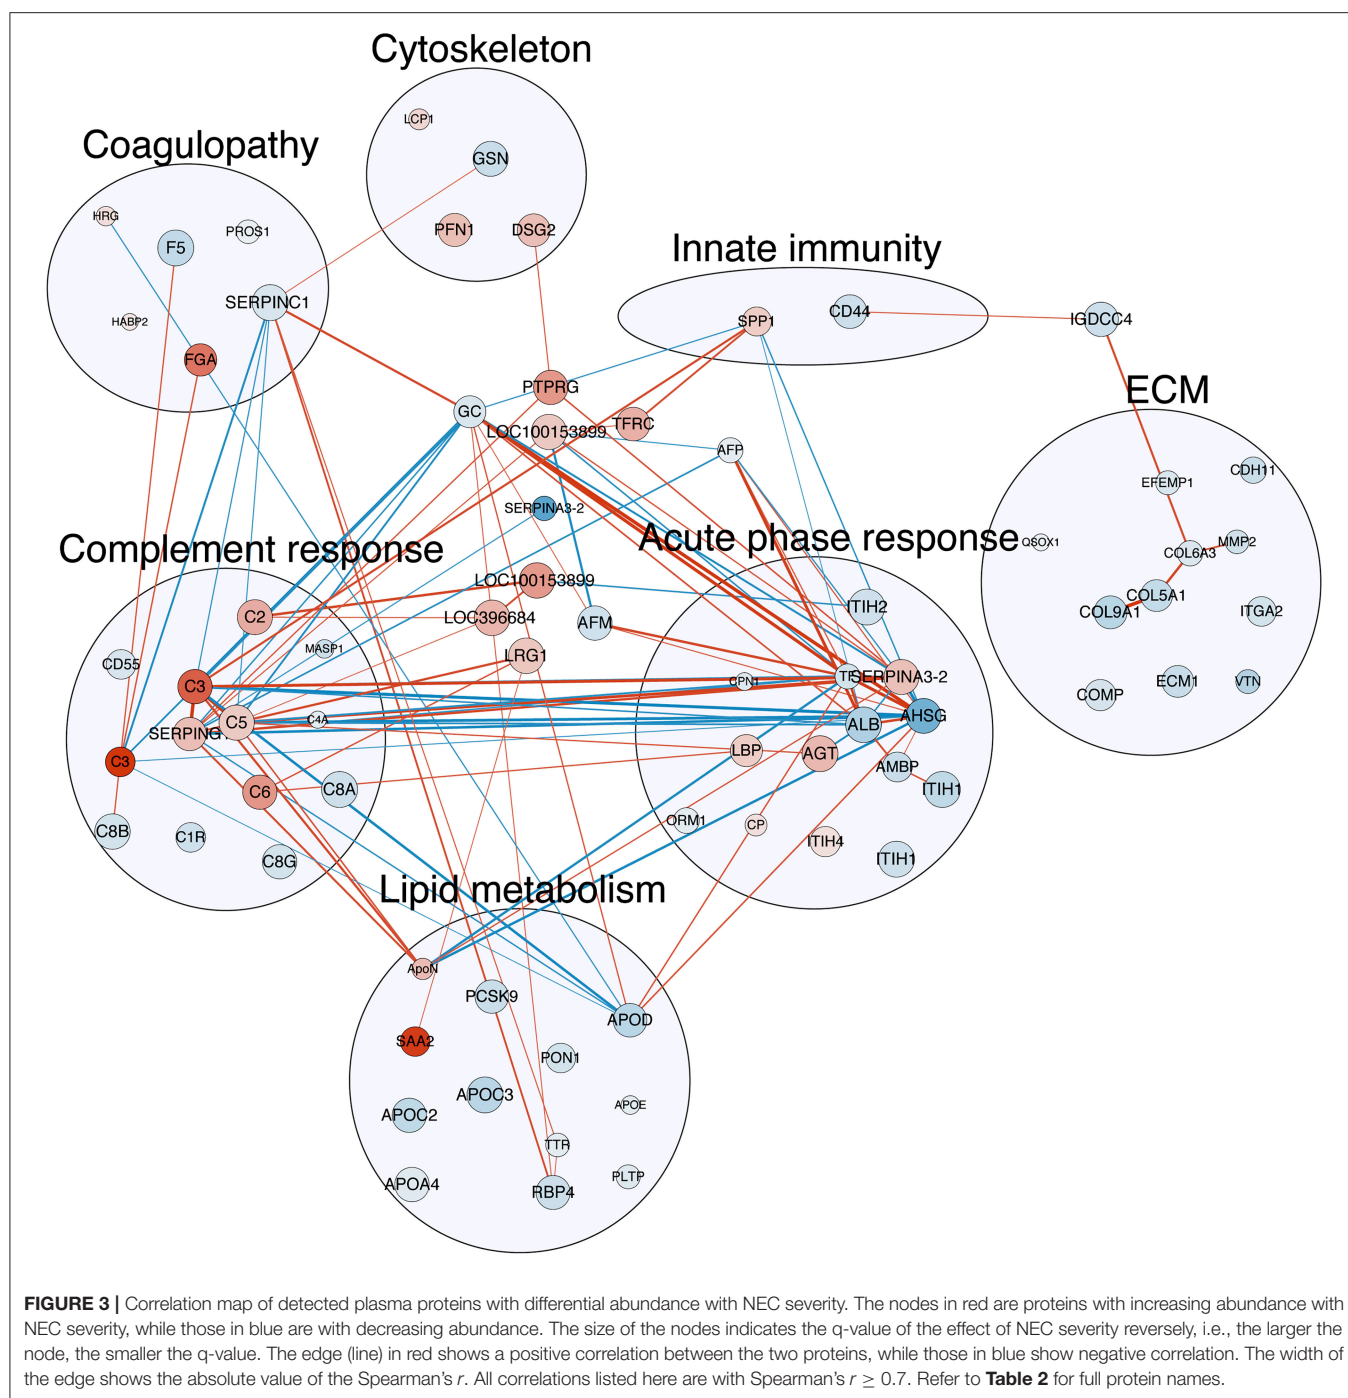 Cytoskeleton
LCP1
GSN
PFN1
DSG2
Coagulopathy
HRG
F5
PROS1
SERPINC1
HABP2
FGA
Innate immunity
SPP1
CD44
IGDCC4
PTPRG
GC
LOC100153899
TFRC
AFP
SERPINA3-2
LOC100153899
LOC396684
AFM
LRG1
ECM
CDH11
EFEMP1
QSOX1
MMP2
COL6A3
COL5A1
COL9A1
ITGA2
ECM1
VTN
COMP
Complement response
C2
MASP1
CD55
C3
C5
C4A
SERPING
C3
C6
C8A
C8B
C1R
C8G
Acute phase response
ITIH2
CPN1
TF
SERPINA3-2
AHSG
ALB
LBP
AGT
AMBP
ITIH1
ORM1
CP
ITIH4
ITIH1
Lipid metabolism
ApoN
PCSK9
APOD
SAA2
PON1
APOC3
APOC2
APOE
TTR
APOA4
RBP4
PLTP
FIGURE 3 | Correlation map of detected plasma proteins with differential abundance with NEC severity. The nodes in red are proteins with increasing abundance with
NEC severity, while those in blue are with decreasing abundance. The size of the nodes indicates the q-value of the effect of NEC severity reversely, i.e., the larger the
node, the smaller the q-value. The edge (line) in red shows a positive correlation between the two proteins, while those in blue show negative correlation. The width of
the edge shows the absolute value of the Spearman's r. All correlations listed here are with Spearman's r ≥ 0.7. Refer to Table 2 for full protein names.